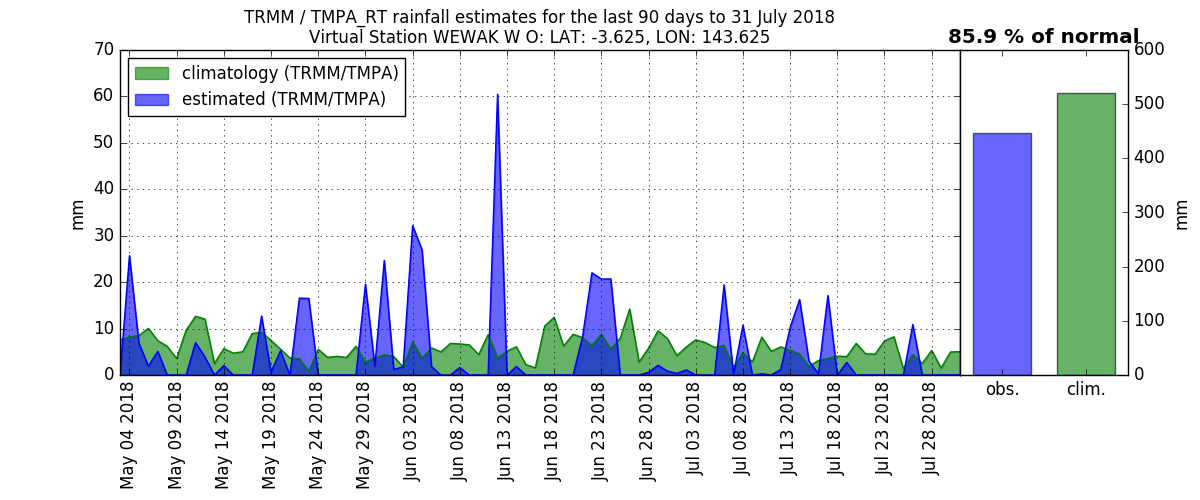 TRMM / TMPA_RT rainfall estimates for the last 90 days to 31 July 2018
Virtual Station WEWAK W O: LAT: -3.625, LON: 143.625
85.9 % of normal
climatology (TRMM/TMPA)
estimated (TRMM/TMPA)
mm
70
60
50
40
30
20
10
0
May 04 2018
May 09 2018
May 14 2018
May 19 2018
May 24 2018
May 29 2018
Jun 03 2018
Jun 08 2018
Jun 13 2018
Jun 18 2018
Jun 23 2018
Jun 28 2018
Jul 03 2018
Jul 08 2018
Jul 13 2018
Jul 18 2018
Jul 23 2018
Jul 28 2018
obs.
clim.
600
500
400
300
200
100
0
mm